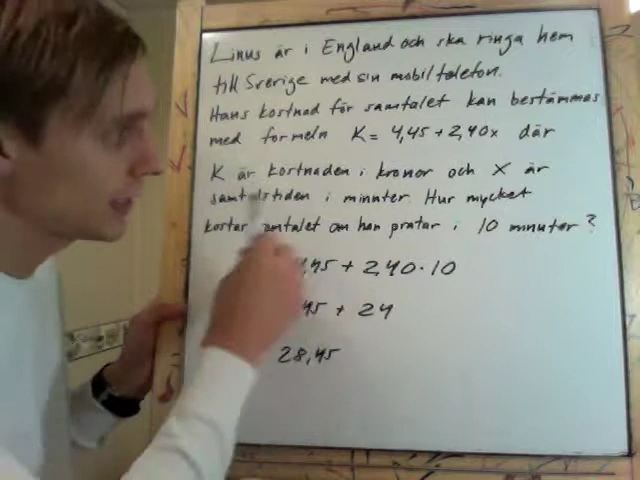 Linus är i England och ska ringa hem
till Sverige med sin mobiltelefon.
Hans kostnad för samtalet kan bestämmas
med formeln K = 4,45 + 2,40x där
K är kostnaden i kronor och X är
samtalstiden i minuter. Hur mycket
kostar samtalet om han pratar i 10 minuter?
,45 + 2,40·10
45 + 24
28,45